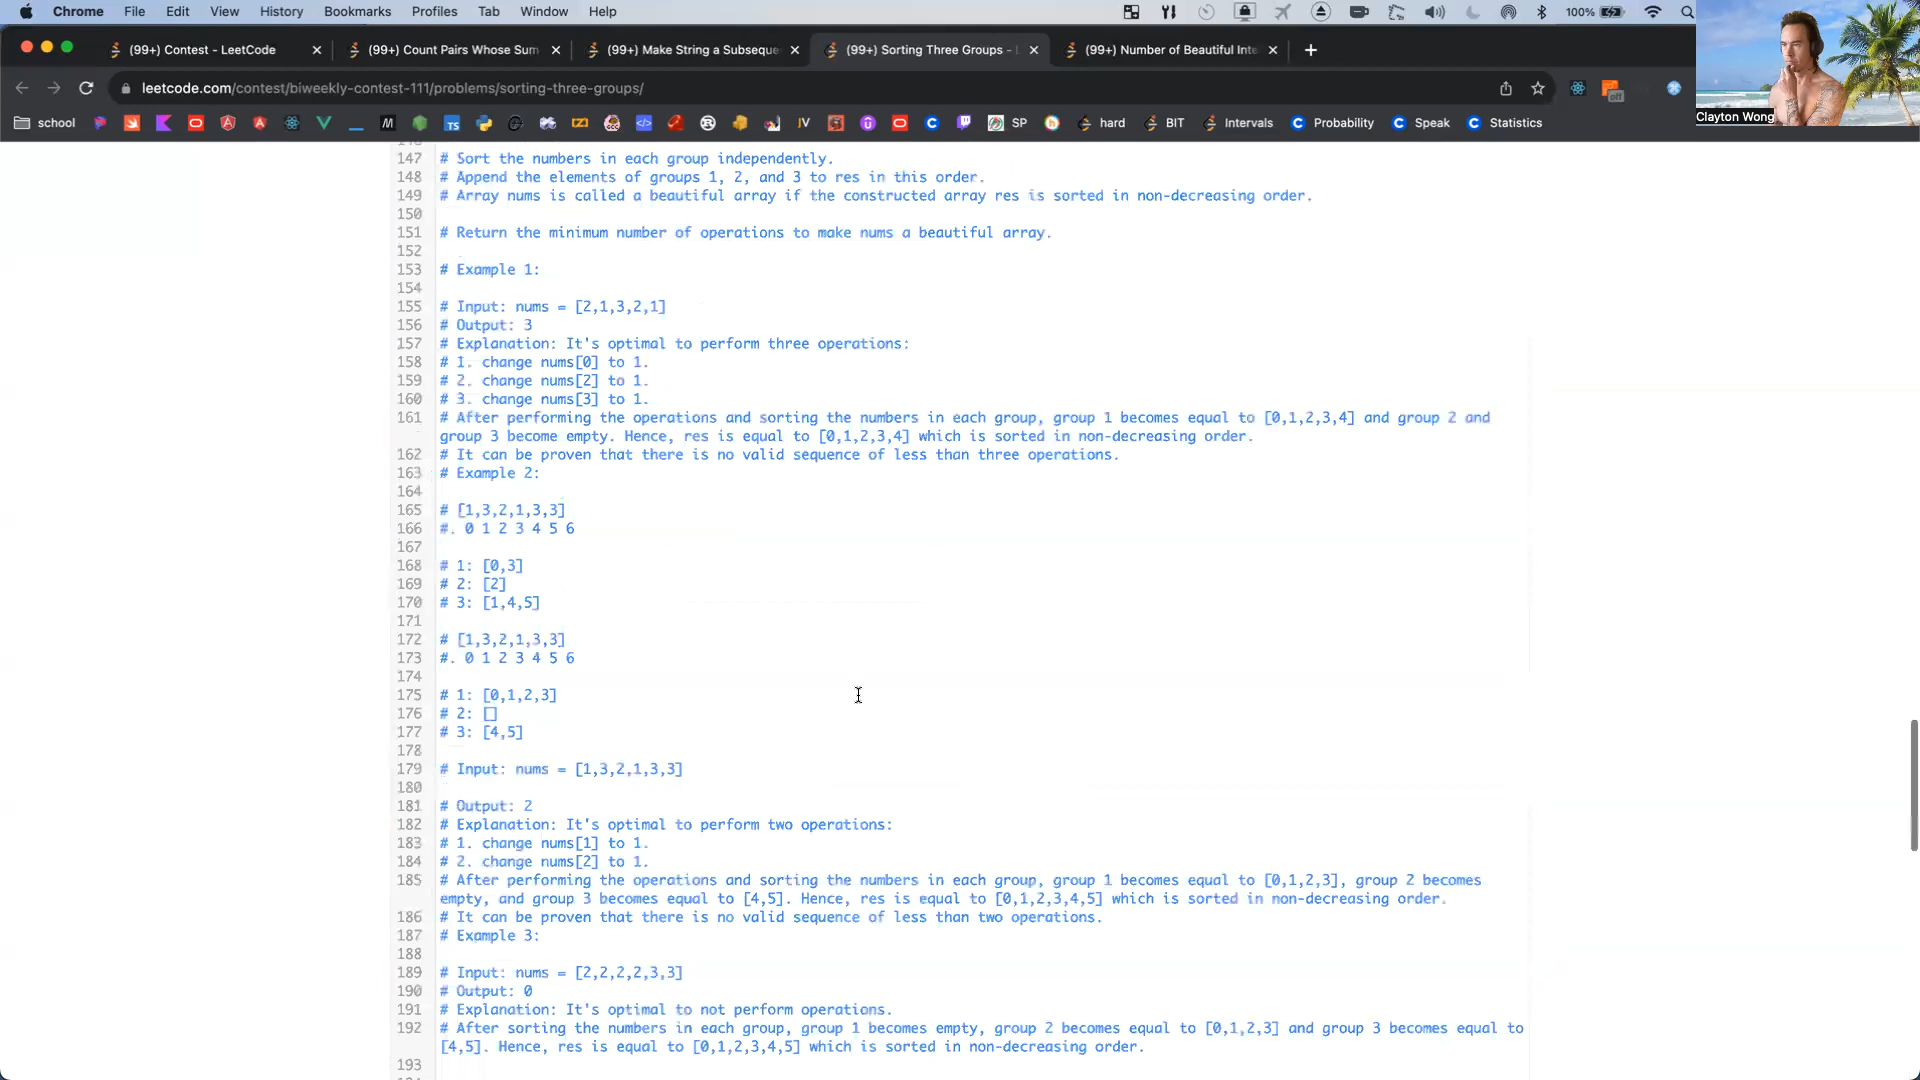 Chrome File Edit View History Bookmarks Profiles Tab Window Help 100%
(99+) Contest - LeetCode (99+) Count Pairs Whose Sum (99+) Make String a Subseque (99+) Sorting Three Groups - L (99+) Number of Beautiful Inte
leetcode.com/contest/biweekly-contest-111/problems/sorting-three-groups/ off
school TS JV SP hard BIT Intervals Probability Speak Statistics
Clayton Wong
147 # Sort the numbers in each group independently.
148 # Append the elements of groups 1, 2, and 3 to res in this order.
149 # Array nums is called a beautiful array if the constructed array res is sorted in non-decreasing order.
150
151 # Return the minimum number of operations to make nums a beautiful array.
152
153 # Example 1:
154
155 # Input: nums = [2,1,3,2,1]
156 # Output: 3
157 # Explanation: It's optimal to perform three operations:
158 # 1. change nums[0] to 1.
159 # 2. change nums[2] to 1.
160 # 3. change nums[3] to 1.
161 # After performing the operations and sorting the numbers in each group, group 1 becomes equal to [0,1,2,3,4] and group 2 and
group 3 become empty. Hence, res is equal to [0,1,2,3,4] which is sorted in non-decreasing order.
162 # It can be proven that there is no valid sequence of less than three operations.
163 # Example 2:
164
165 # [1,3,2,1,3,3]
166 #. 0 1 2 3 4 5 6
167
168 # 1: [0,3]
169 # 2: [2]
170 # 3: [1,4,5]
171
172 # [1,3,2,1,3,3]
173 #. 0 1 2 3 4 5 6
174
175 # 1: [0,1,2,3]
176 # 2: []
177 # 3: [4,5]
178
179 # Input: nums = [1,3,2,1,3,3]
180
181 # Output: 2
182 # Explanation: It's optimal to perform two operations:
183 # 1. change nums[1] to 1.
184 # 2. change nums[2] to 1.
185 # After performing the operations and sorting the numbers in each group, group 1 becomes equal to [0,1,2,3], group 2 becomes
empty, and group 3 becomes equal to [4,5]. Hence, res is equal to [0,1,2,3,4,5] which is sorted in non-decreasing order.
186 # It can be proven that there is no valid sequence of less than two operations.
187 # Example 3:
188
189 # Input: nums = [2,2,2,2,3,3]
190 # Output: 0
191 # Explanation: It's optimal to not perform operations.
192 # After sorting the numbers in each group, group 1 becomes empty, group 2 becomes equal to [0,1,2,3] and group 3 becomes equal to
[4,5]. Hence, res is equal to [0,1,2,3,4,5] which is sorted in non-decreasing order.
193